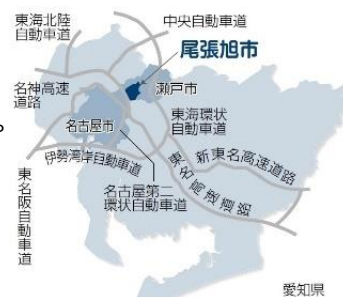 東海北陸
自動車道
中央自動車道
尾張旭市
名神高速
道路
瀬戸市
。
名古屋市
東海環状
自動車道
伊勢湾岸自動車道
新東名高速道路
東名高速道路
名古屋第二
環状自動車道
東名阪自動車道
愛知県